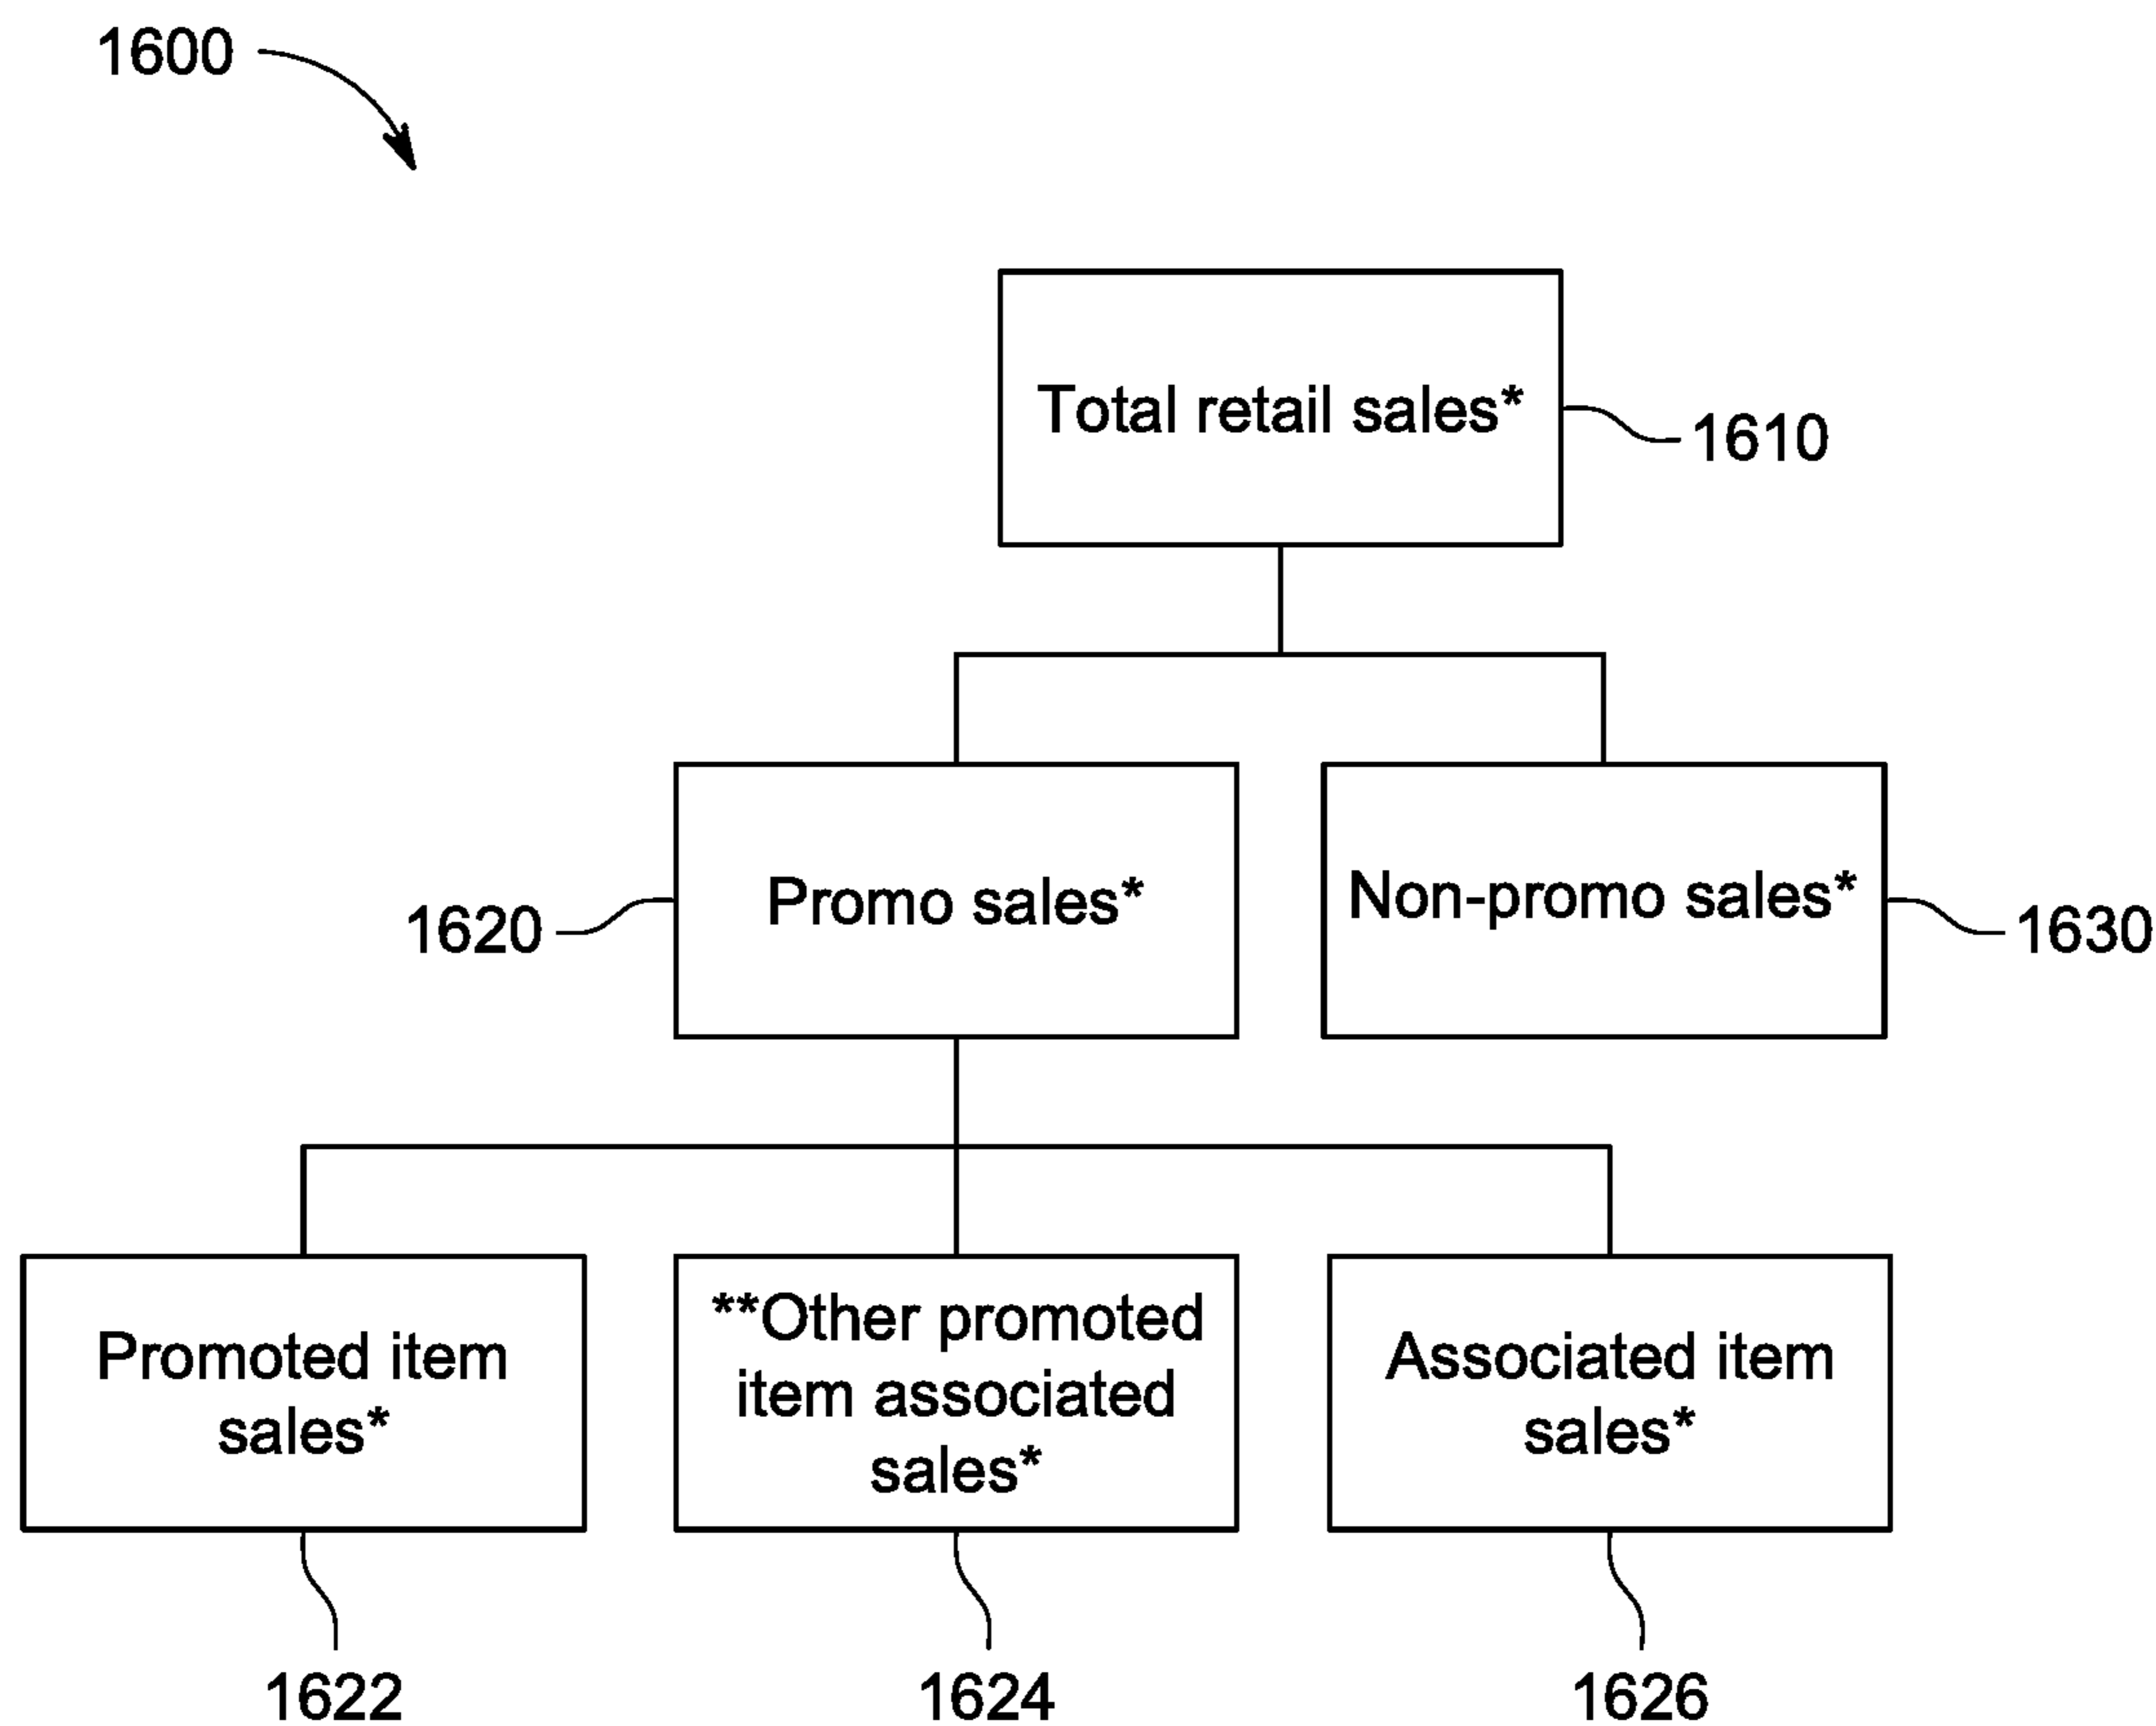 1600
Total retail sales*
1610
Promo sales*
1620
Non-promo sales*
1630
Promoted item
sales*
**Other promoted
item associated
sales*
Associated item
sales*
1622
1624
1626